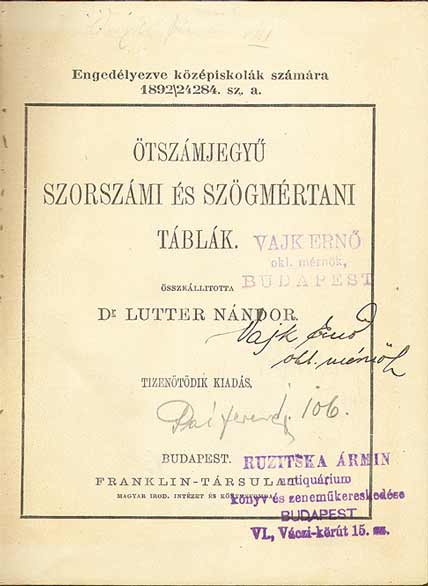 Engedélyezve középiskolák számára
1892\24284. sz. a.
ÖTSZÁMJEGYŰ
SZORSZÁMI ÉS SZÖGMÉRTANI
TÁBLÁK.
VAJK ERNŐ
okl. mérnök,
BUDAPEST
ÖSSZEÁLLITOTTA
DR LUTTER NÁNDOR.
Vajk Ernő
okl. mérnök
TIZENÖTÖDIK KIADÁS.
106.
BUDAPEST.
FRANKLIN-TÁRSULAT
MAGYAR IROD. INTÉZET ÉS KÖNYVNYOMDA
RUZITSKA ÁRMIN
antiquárium
könyv és zeneműkereskedése
BUDAPEST
VI., Váczi-körút 15. sz.